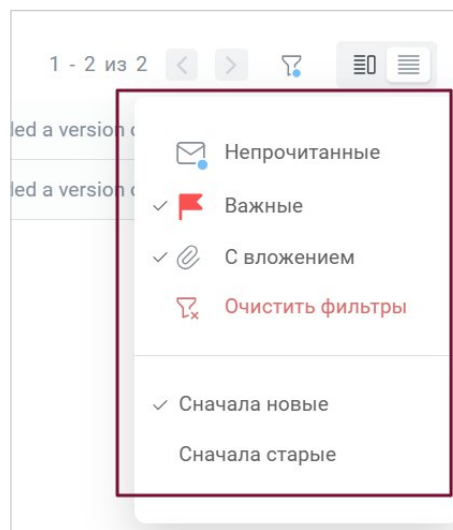 1 - 2 из 2
led a version
Непрочитанные
led a version
Важные
С вложением
Очистить фильтры
Сначала новые
Сначала старые